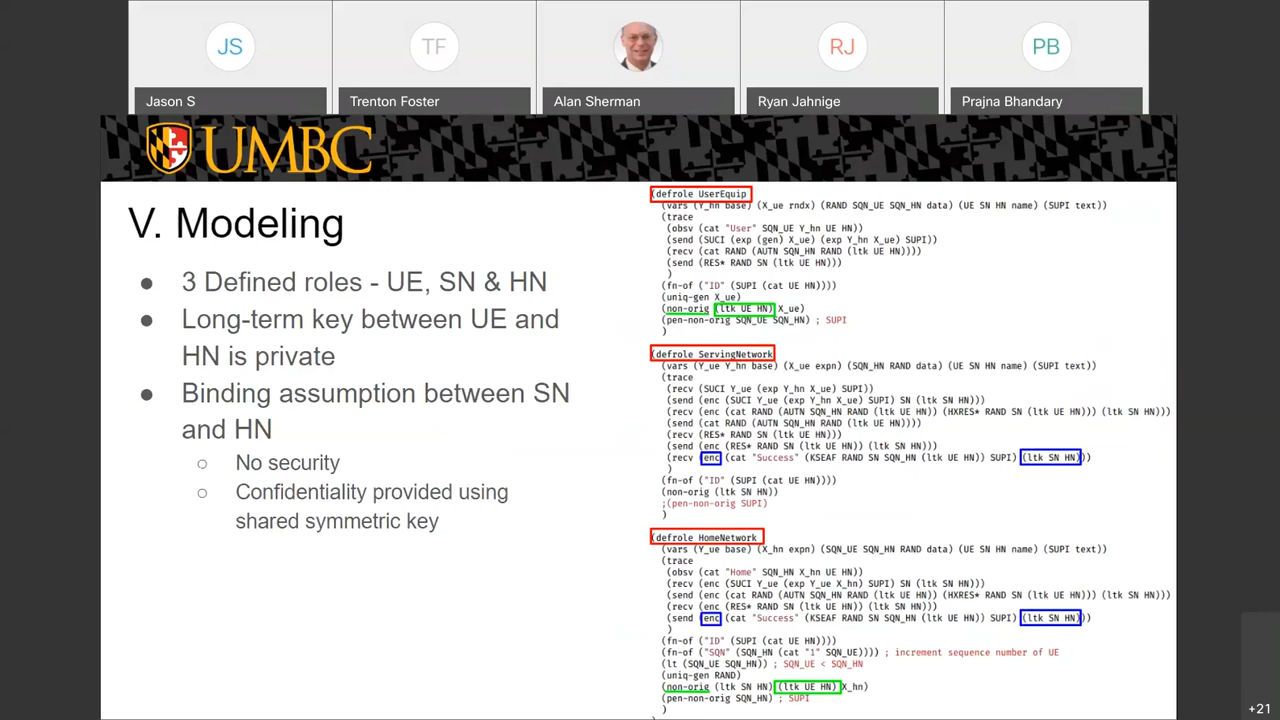 JS
TF
RJ
PB
Jason S
Trenton Foster
Alan Sherman
Ryan Jahnige
Prajna Bhandary
UMBC
V. Modeling
● 3 Defined roles - UE, SN & HN
● Long-term key between UE and
HN is private
● Binding assumption between SN
and HN
○ No security
○ Confidentiality provided using
shared symmetric key
(defrole UserEquip
(vars (Y_hn base) (X_ue rndx) (RAND SQN_UE SQN_HN data) (UE SN HN name) (SUPI text))
(trace
(obsv (cat "User" SQN_UE Y_hn UE HN))
(send (SUCI (exp (gen) X_ue) (exp Y_hn X_ue) SUPI))
(recv (cat RAND (AUTN SQN_HN RAND (ltk UE HN))))
(send (RES* RAND SN (ltk UE HN)))
)
(fn-of ("ID" (SUPI (cat UE HN))))
(uniq-gen X_ue)
(non-orig (ltk UE HN) X_ue)
(pen-non-orig SQN_UE SQN_HN) ; SUPI
)
(defrole ServingNetwork
(vars (Y_ue Y_hn base) (X_ue expn) (SQN_HN RAND data) (UE SN HN name) (SUPI text))
(trace
(recv (SUCI Y_ue (exp Y_hn X_ue) SUPI))
(send (enc (SUCI Y_ue (exp Y_hn X_ue) SUPI) SN (ltk SN HN)))
(recv (enc (cat RAND (AUTN SQN_HN RAND (ltk UE HN)) (HXRES* RAND SN (ltk UE HN))) (ltk SN HN)))
(send (cat RAND (AUTN SQN_HN RAND (ltk UE HN))))
(recv (RES* RAND SN (ltk UE HN)))
(send (enc (RES* RAND SN (ltk UE HN)) (ltk SN HN)))
(recv (enc (cat "Success" (KSEAF RAND SN SQN_HN (ltk UE HN)) SUPI) (ltk SN HN)))
)
(fn-of ("ID" (SUPI (cat UE HN))))
(non-orig (ltk SN HN))
;(pen-non-orig SUPI)
)
(defrole HomeNetwork
(vars (Y_ue base) (X_hn expn) (SQN_UE SQN_HN RAND data) (UE SN HN name) (SUPI text))
(trace
(obsv (cat "Home" SQN_HN X_hn UE HN))
(recv (enc (SUCI Y_ue (exp Y_ue X_hn) SUPI) SN (ltk SN HN)))
(send (enc (cat RAND (AUTN SQN_HN RAND (ltk UE HN)) (HXRES* RAND SN (ltk UE HN))) (ltk SN HN)))
(recv (enc (RES* RAND SN (ltk UE HN)) (ltk SN HN)))
(send (enc (cat "Success" (KSEAF RAND SN SQN_HN (ltk UE HN)) SUPI) (ltk SN HN)))
)
(fn-of ("ID" (SUPI (cat UE HN))))
(fn-of ("SQN" (SQN_HN (cat "1" SQN_UE)))) ; increment sequence number of UE
(lt (SQN_UE SQN_HN)) ; SQN_UE < SQN_HN
(uniq-gen RAND)
(non-orig (ltk SN HN) (ltk UE HN) X_hn)
(pen-non-orig SQN_HN) ; SUPI
)
+21